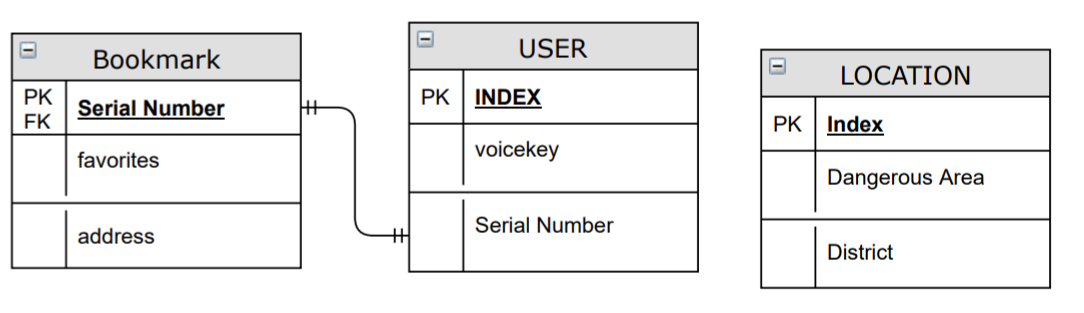 Bookmark
PK
FK
Serial Number
favorites
address
USER
PK INDEX
voicekey
Serial Number
LOCATION
PK Index
Dangerous Area
District